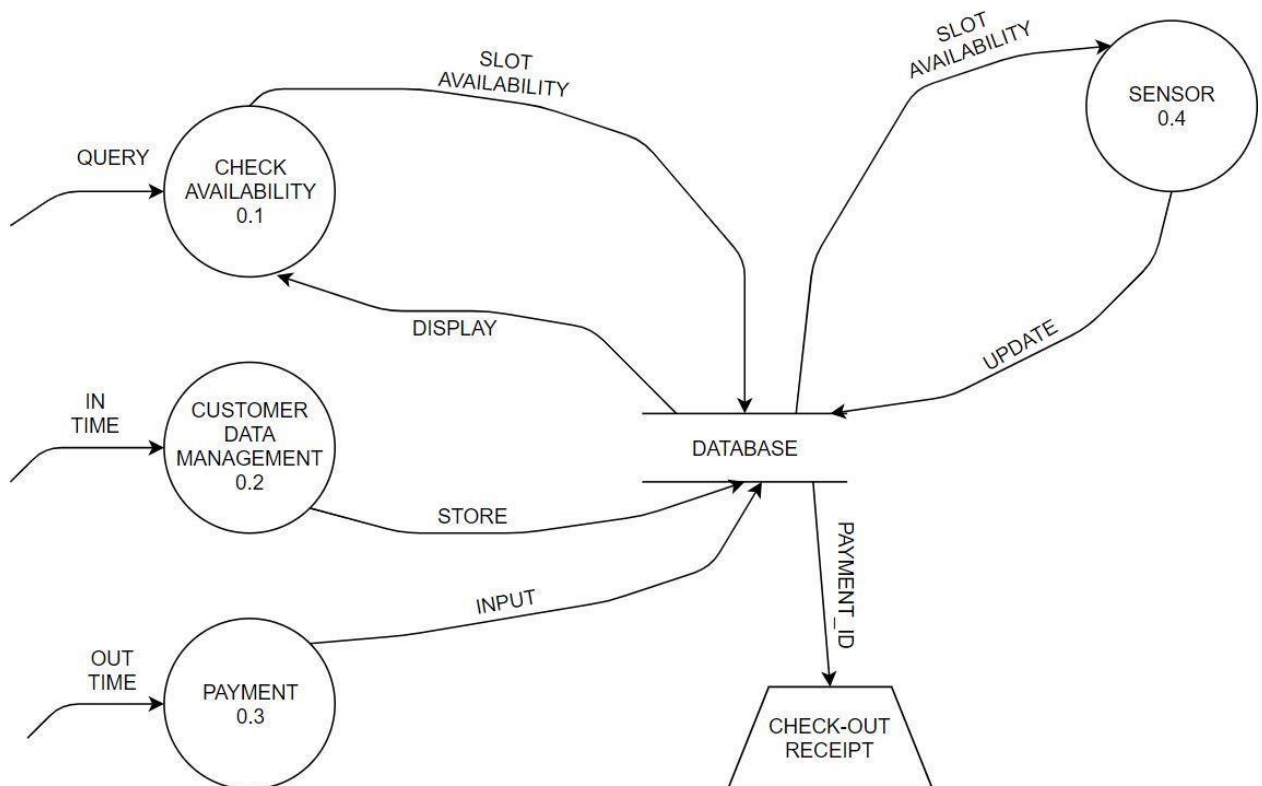 SLOT
AVAILABILITY
SLOT
AVAILABILITY
SENSOR
0.4
QUERY
CHECK
AVAILABILITY
0.1
DISPLAY
UPDATE
IN
TIME
CUSTOMER
DATA
MANAGEMENT
0.2
DATABASE
STORE
PAYMENT_ID
INPUT
OUT
TIME
PAYMENT
0.3
CHECK-OUT
RECEIPT